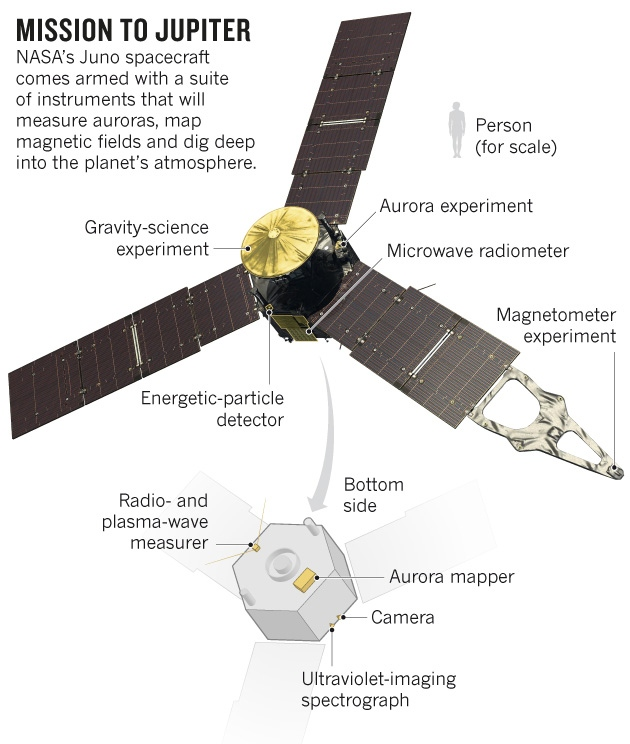 MISSION TO JUPITER
NASA's Juno spacecraft
comes armed with a suite
of instruments that will
measure auroras, map
magnetic fields and dig deep
into the planet's atmosphere.
Person
(for scale)
Aurora experiment
Gravity-science
experiment
Microwave radiometer
Magnetometer
experiment
Energetic-particle
detector
Bottom
side
Radio- and
plasma-wave
measurer
Aurora mapper
Camera
Ultraviolet-imaging
spectrograph